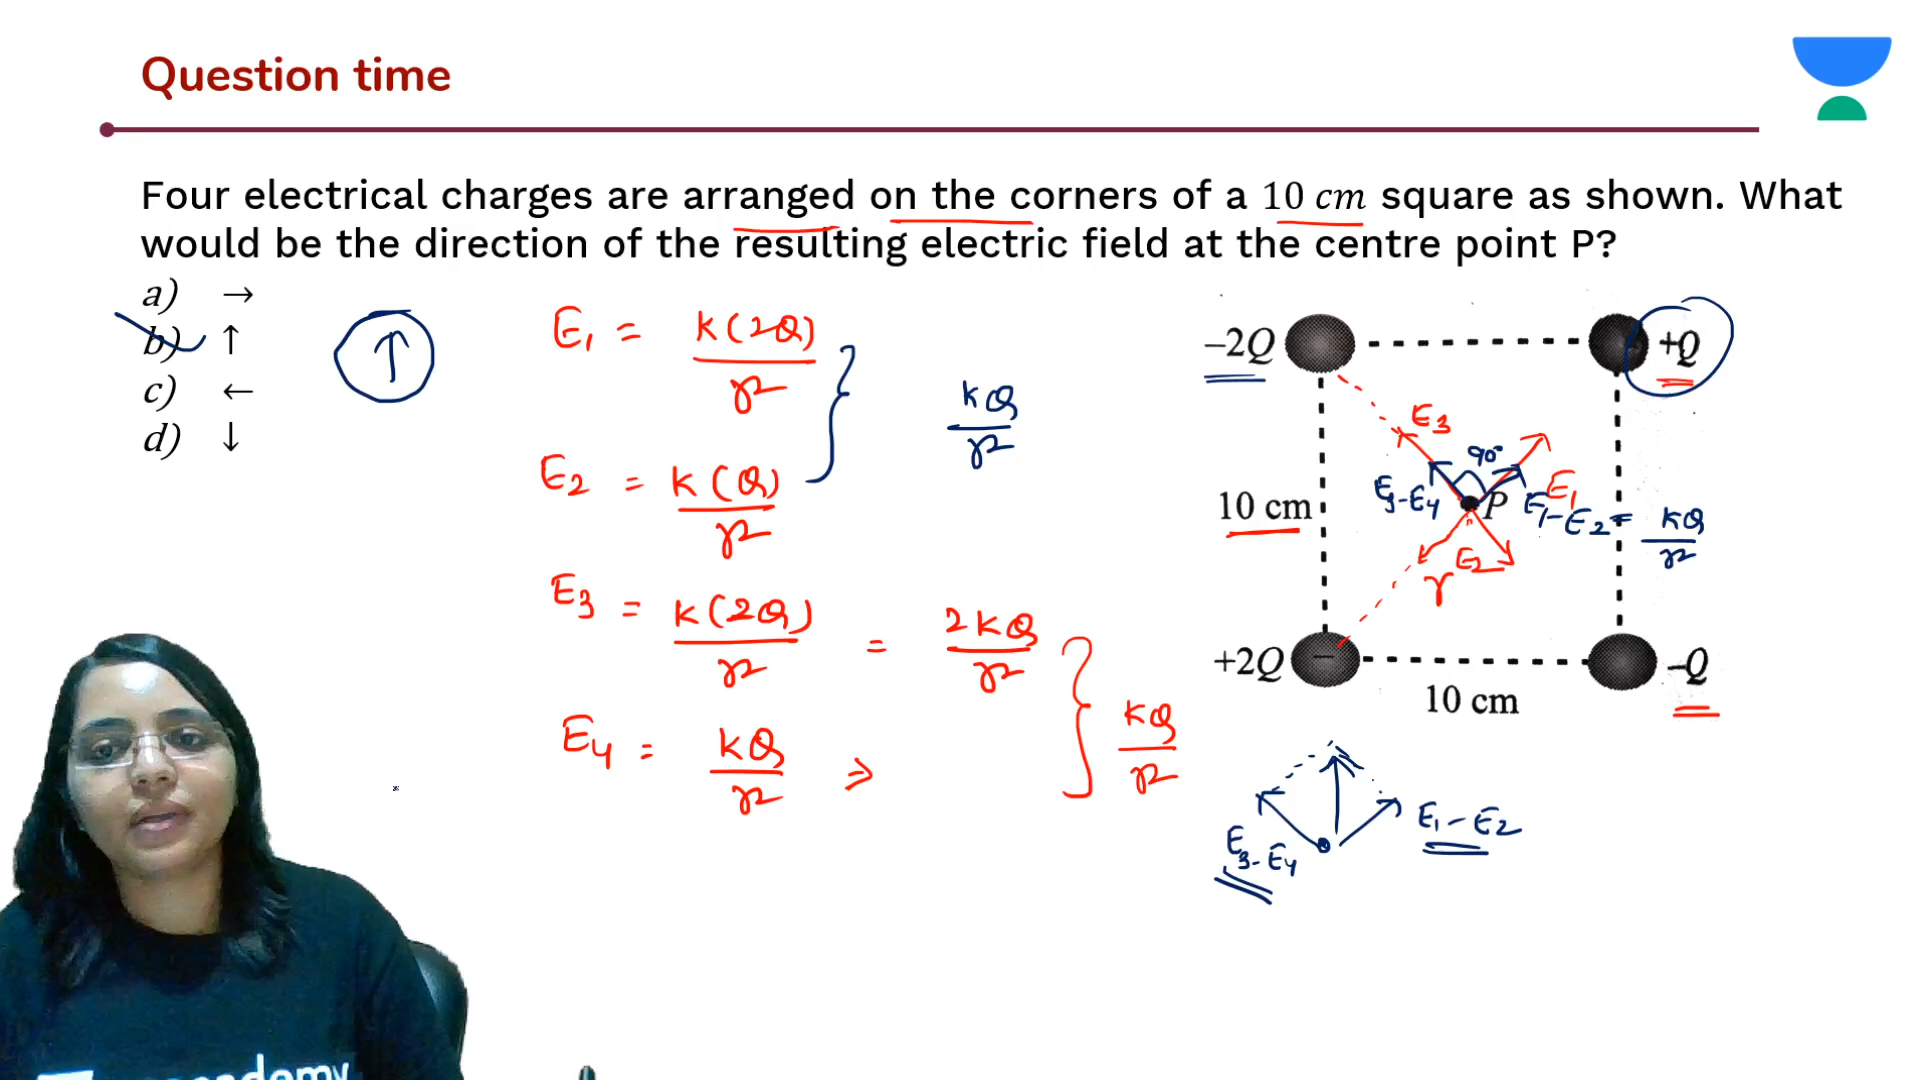 Question time
Four electrical charges are arranged on the corners of a 10 cm square as shown. What
would be the direction of the resulting electric field at the centre point P?
a) →
b) ↑
c) ←
d) ↓
↑
E₁ = k(2Q)/r²
E₂ = k(Q)/r²
kQ/r²
E₃ = k(2Q)/r² = 2kQ/r²
E₄ = kQ/r² ⇒
kQ/r²
−2Q
+Q
E₃
90°
E₃-E₄
P
E₁
E₁-E₂ = kQ/r²
10 cm
E₂
r
+2Q
-Q
10 cm
E₃-E₄
E₁-E₂